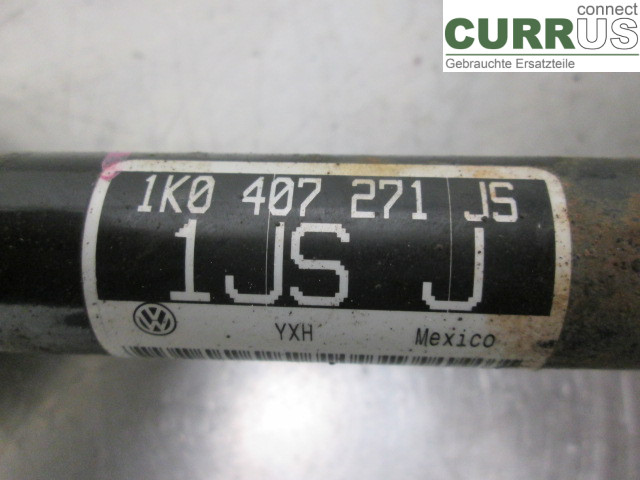 connect
CURRUS
Gebrauchte Ersatzteile
1K0 407 271 JS
1JS J
YXH Mexico